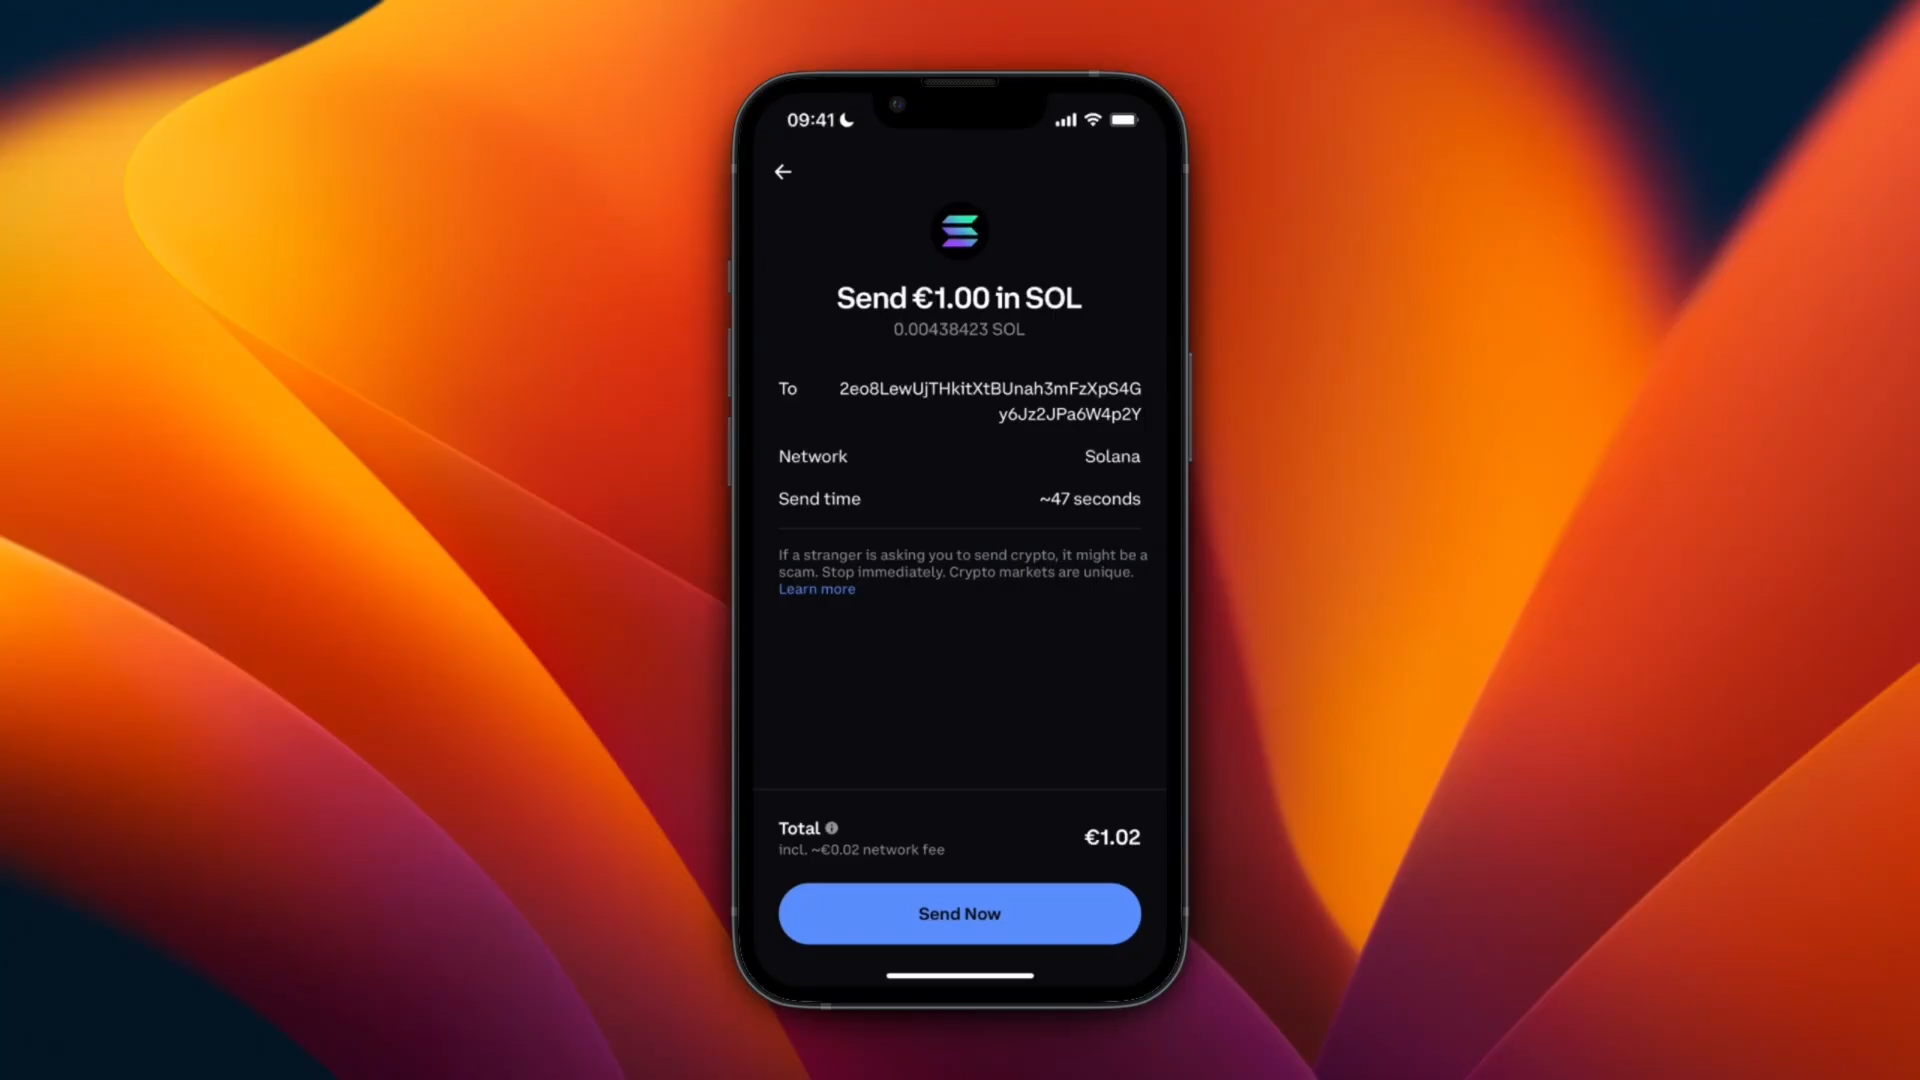 09:41
Send €1.00 in SOL
0.00438423 SOL
To 2eo8LewUjTHkitXtBUnah3mFzXpS4G
y6Jz2JPa6W4p2Y
Network Solana
Send time ~47 seconds
If a stranger is asking you to send crypto, it might be a
scam. Stop immediately. Crypto markets are unique.
Learn more
Total €1.02
incl. ~€0.02 network fee
Send Now